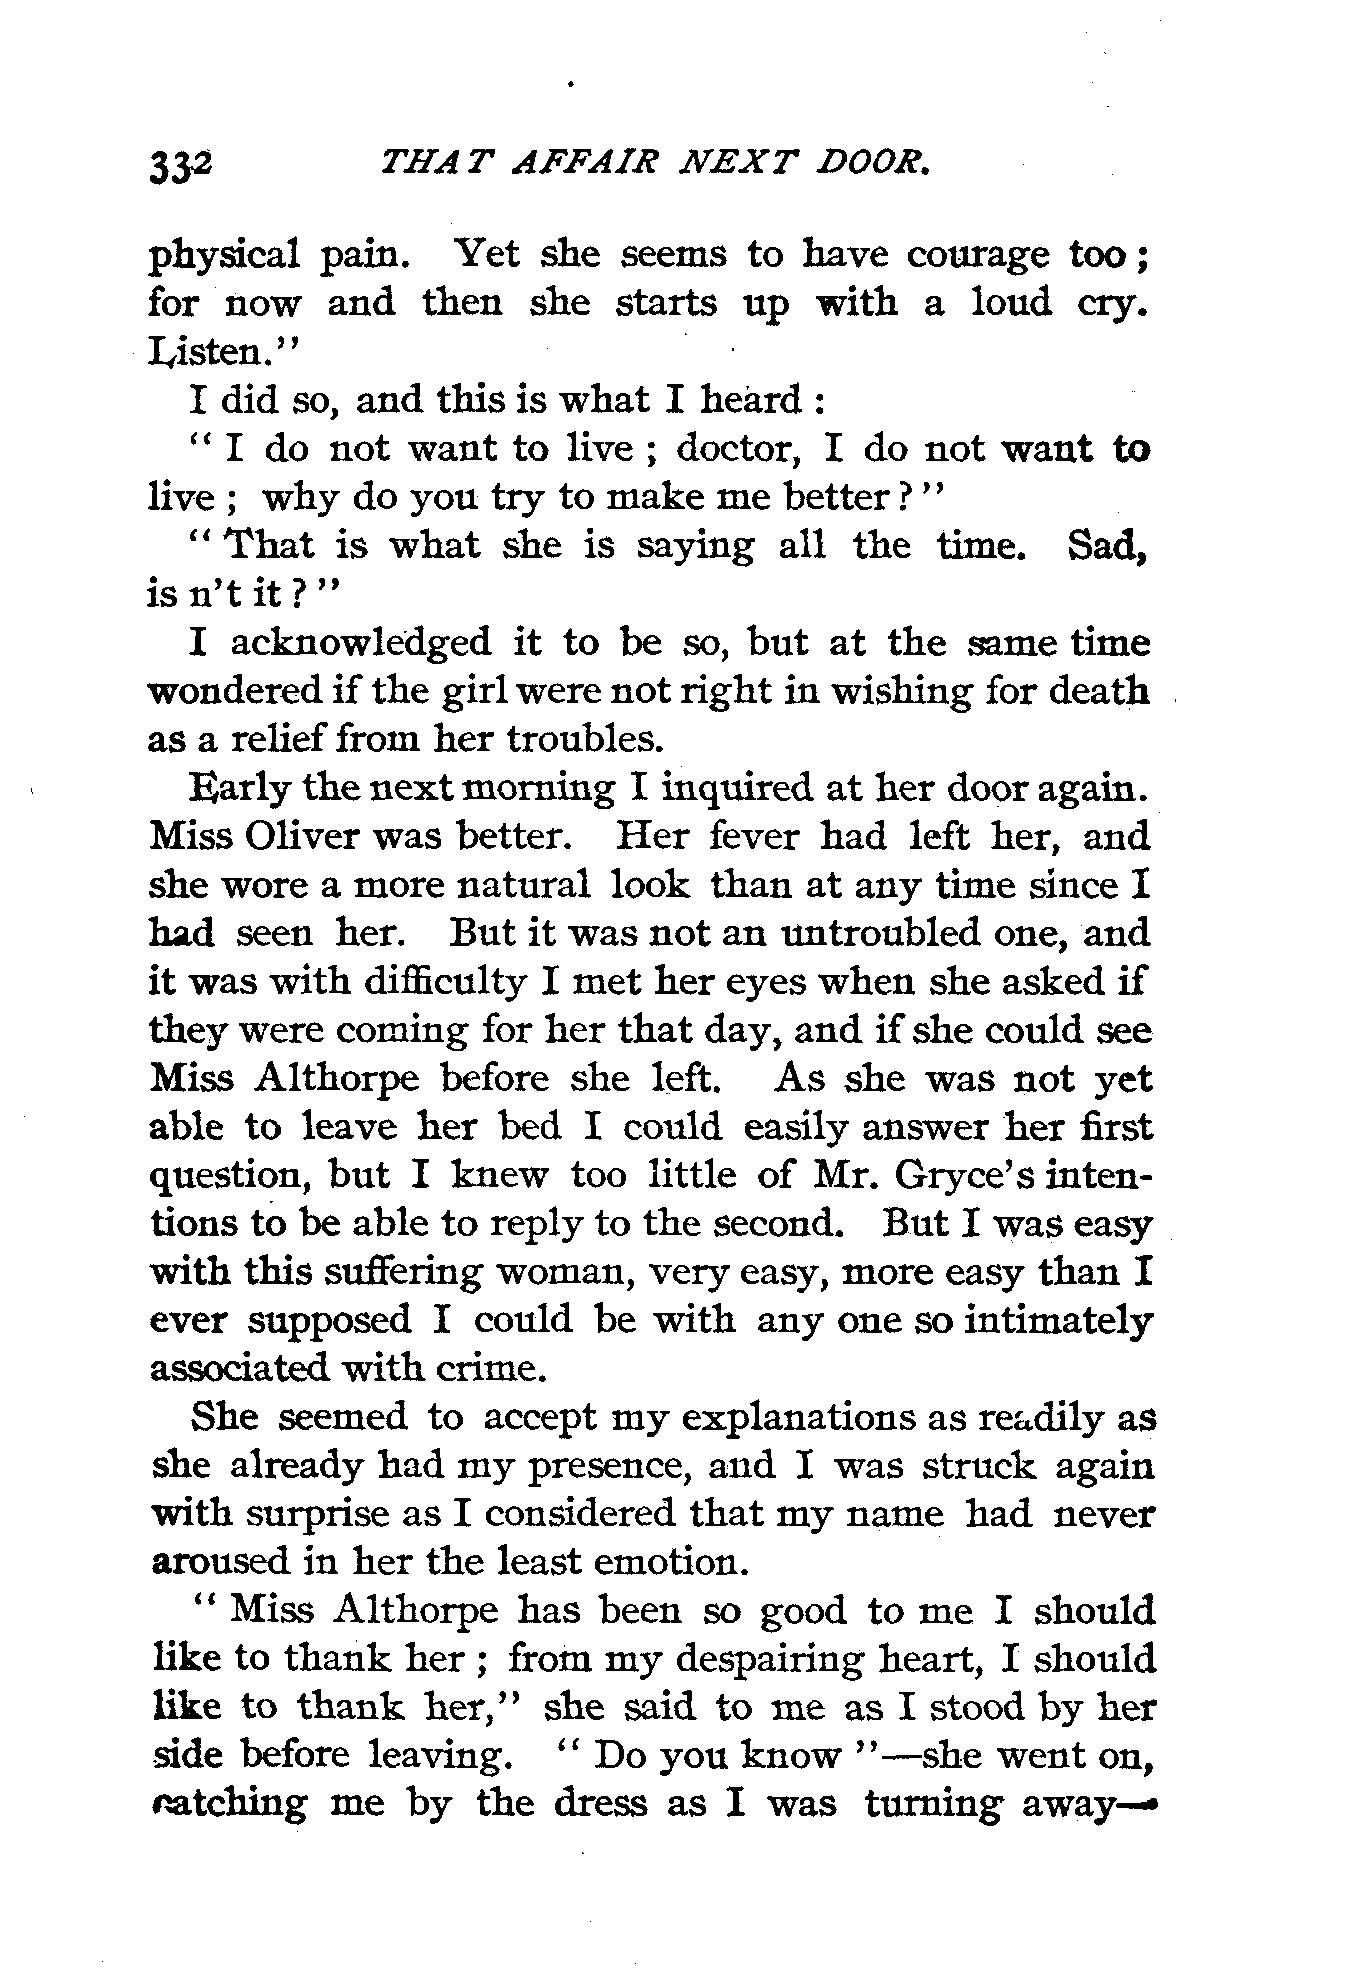 332 THAT AFFAIR NEXT DOOR.
physical pain. Yet she seems to have courage too ;
for now and then she starts up with a loud cry.
Listen.”
I did so, and this is what I heard :
“ I do not want to live ; doctor, I do not want to
live ; why do you try to make me better ? ”
“ That is what she is saying all the time. Sad,
is n’t it ? ”
I acknowledged it to be so, but at the same time
wondered if the girl were not right in wishing for death
as a relief from her troubles.
Early the next morning I inquired at her door again.
Miss Oliver was better. Her fever had left her, and
she wore a more natural look than at any time since I
had seen her. But it was not an untroubled one, and
it was with difficulty I met her eyes when she asked if
they were coming for her that day, and if she could see
Miss Althorpe before she left. As she was not yet
able to leave her bed I could easily answer her first
question, but I knew too little of Mr. Gryce’s inten-
tions to be able to reply to the second. But I was easy
with this suffering woman, very easy, more easy than I
ever supposed I could be with any one so intimately
associated with crime.
She seemed to accept my explanations as readily as
she already had my presence, and I was struck again
with surprise as I considered that my name had never
aroused in her the least emotion.
“ Miss Althorpe has been so good to me I should
like to thank her ; from my despairing heart, I should
like to thank her,” she said to me as I stood by her
side before leaving. “ Do you know ”—she went on,
catching me by the dress as I was turning away—